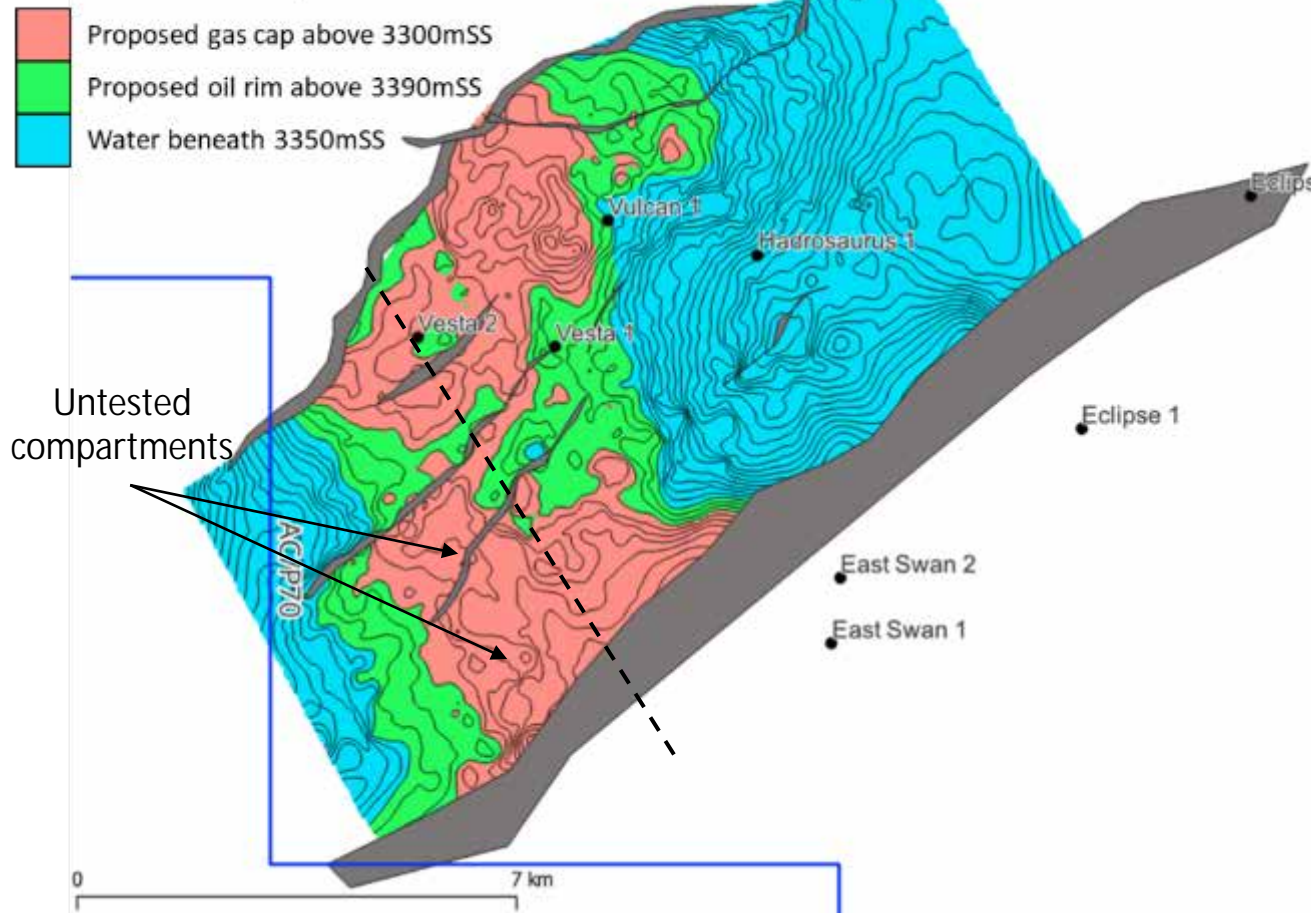 Proposed gas cap above 3300mSS
Proposed oil rim above 3390mSS
Water beneath 3350mSS
Eclips
Vulcan 1
Hadrosaurus 1
Vesta 2
Vesta 1
Untested
compartments
Eclipse 1
AC/P70
East Swan 2
East Swan 1
0
7 km